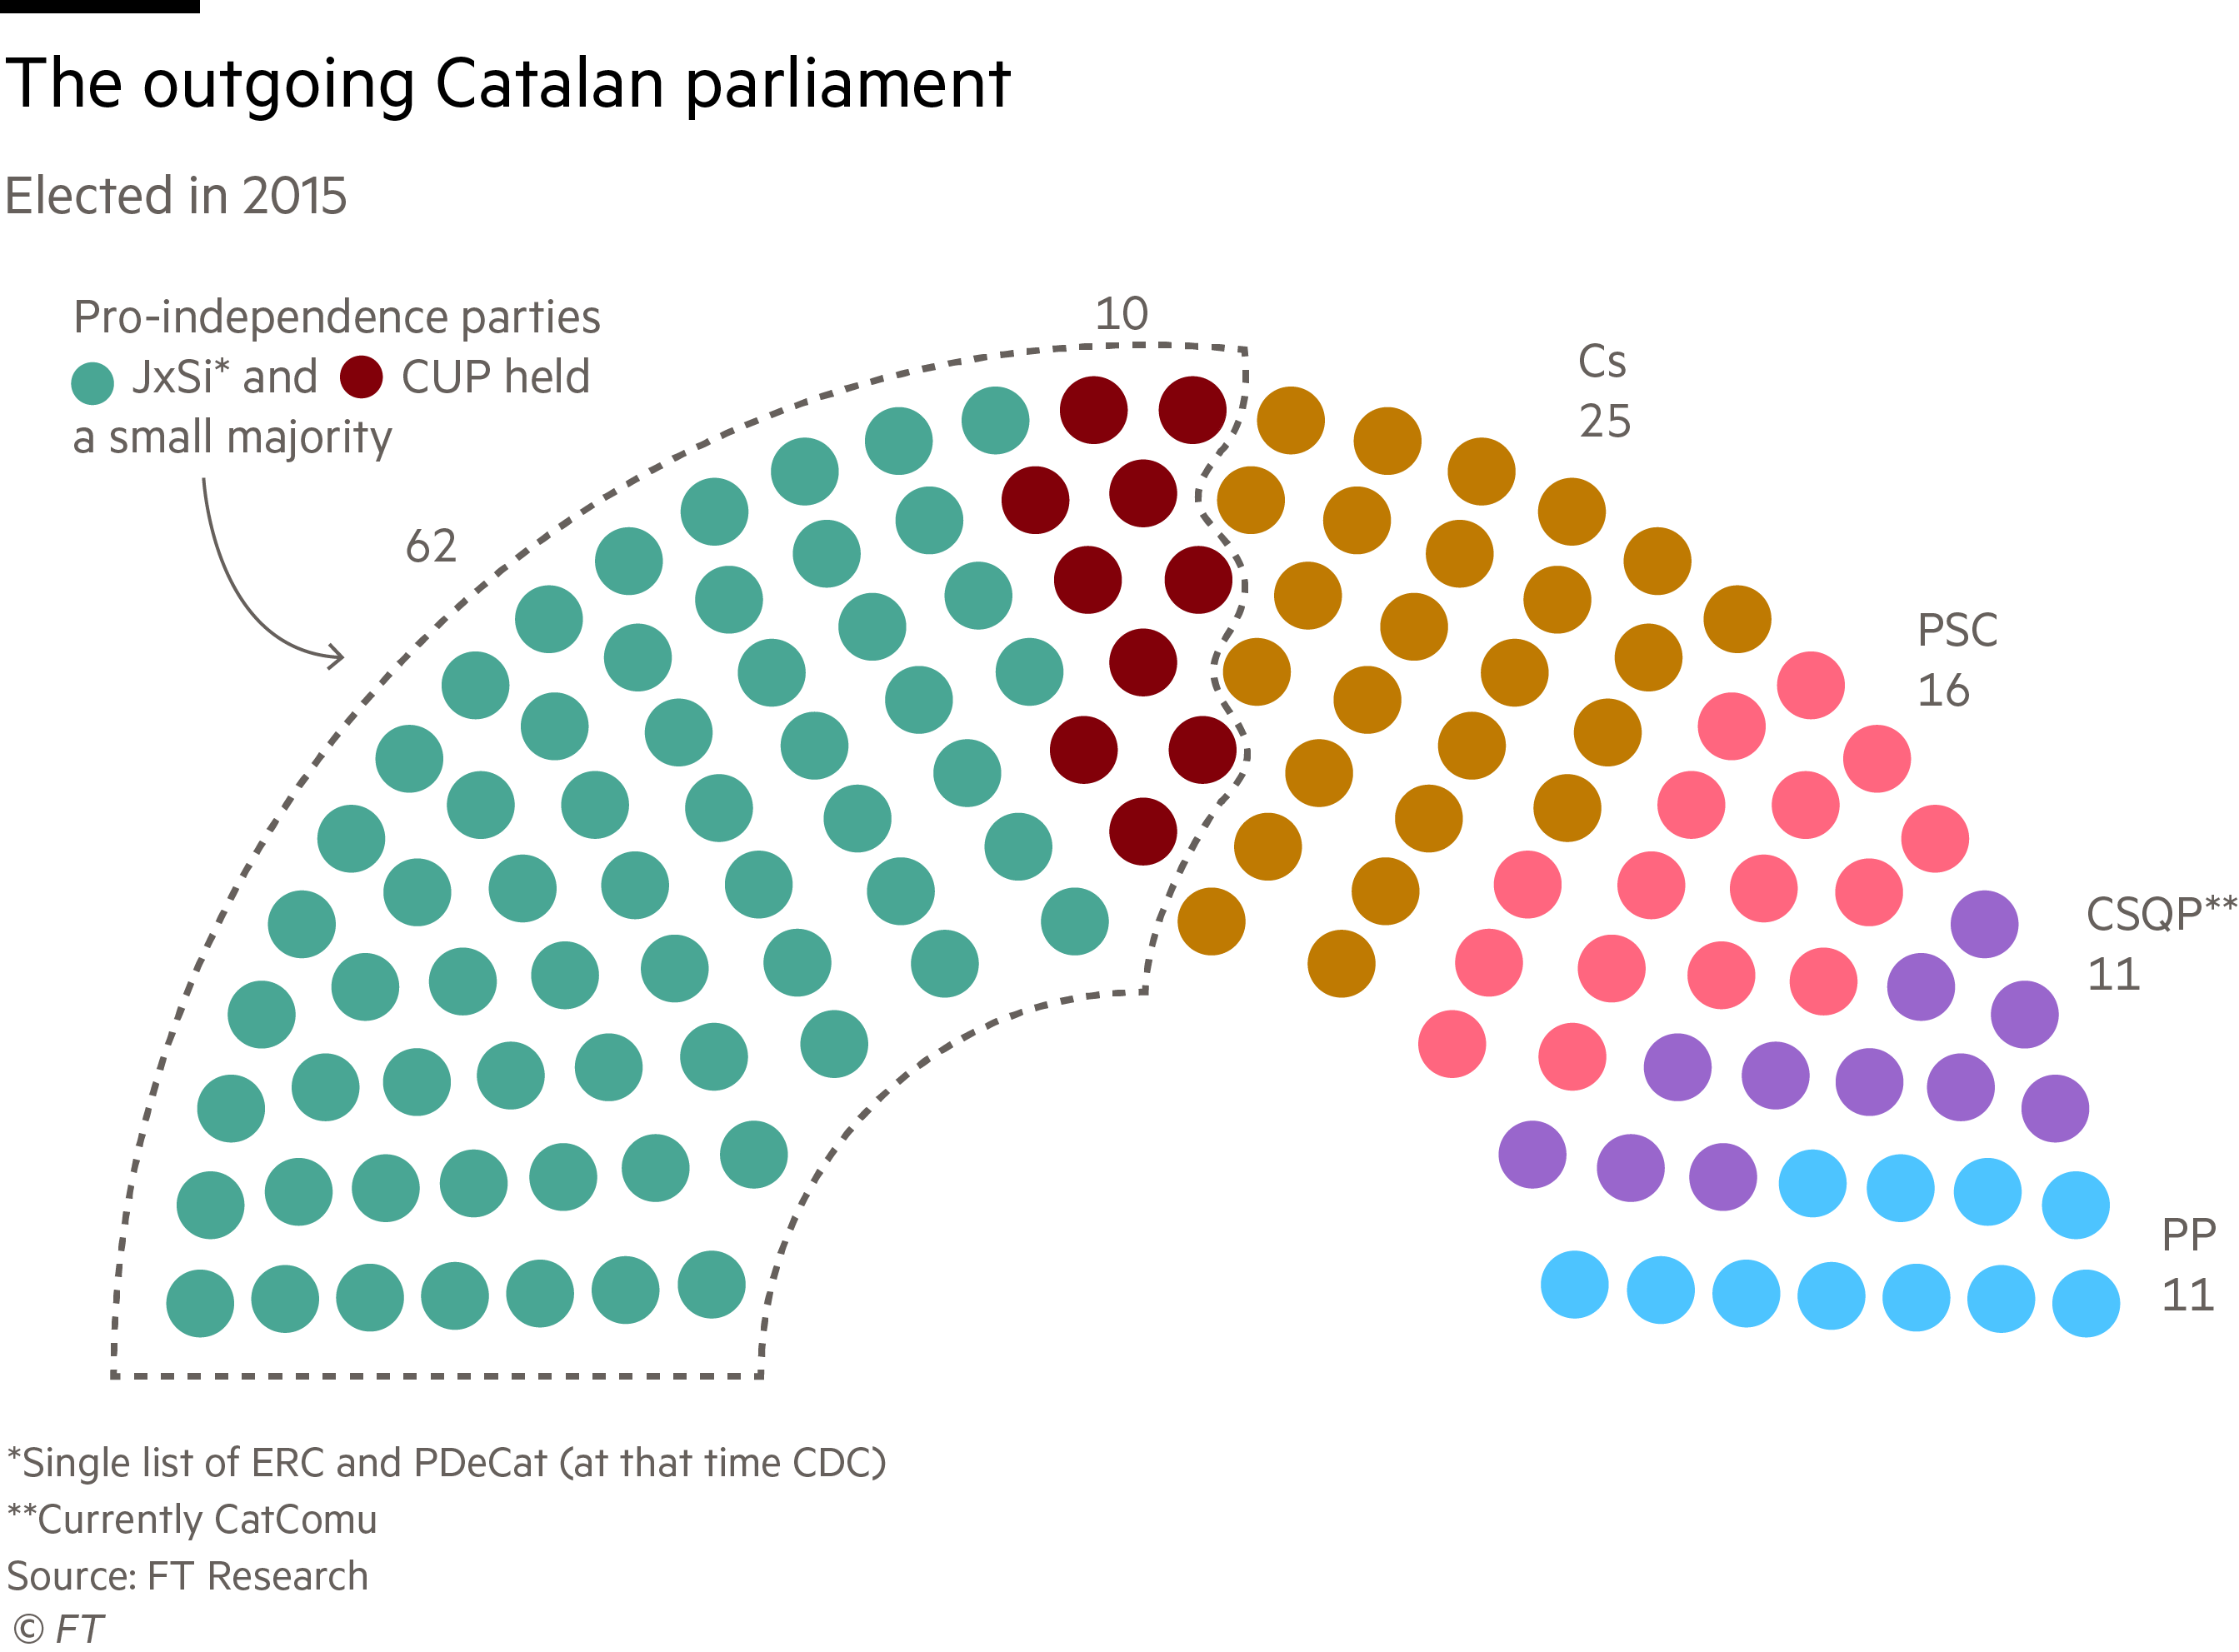 The outgoing Catalan parliament
Elected in 2015
Pro-independence parties
JxSi* and CUP held
a small majority
62
10
Cs
25
PSC
16
CSQP**
11
PP
11
*Single list of ERC and PDeCat (at that time CDC)
**Currently CatComu
Source: FT Research
© FT